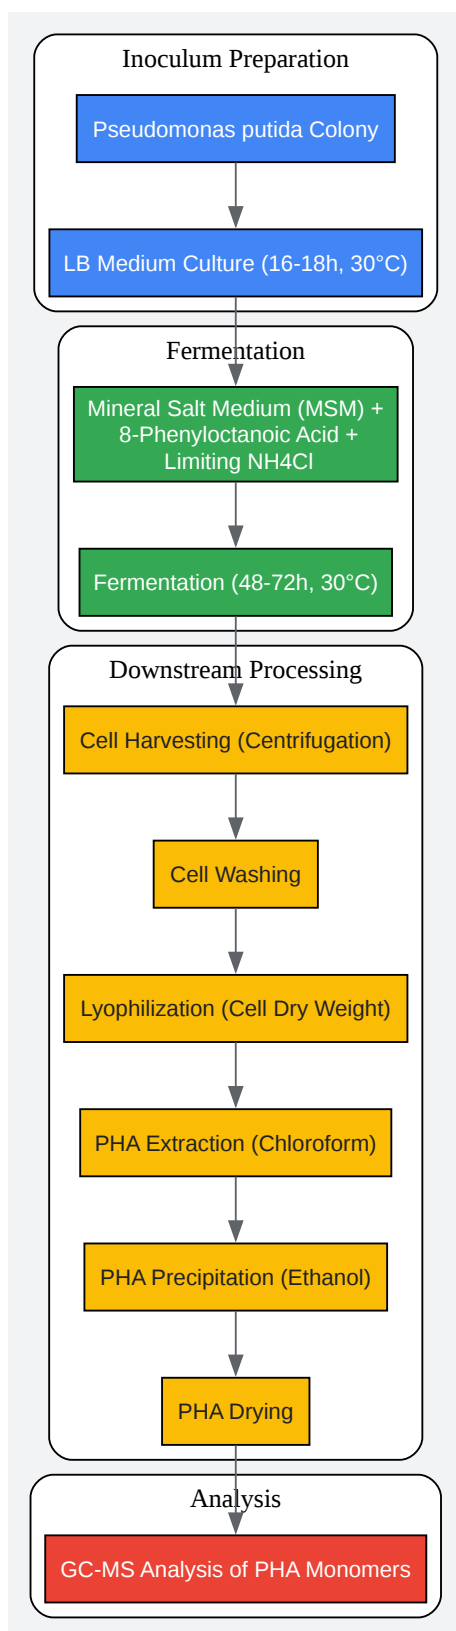 Inoculum Preparation
Pseudomonas putida Colony
LB Medium Culture (16-18h, 30°C)
Fermentation
Mineral Salt Medium (MSM) +
8-Phenyloctanoic Acid +
Limiting NH4Cl
Fermentation (48-72h, 30°C)
Downstream Processing
Cell Harvesting (Centrifugation)
Cell Washing
Lyophilization (Cell Dry Weight)
PHA Extraction (Chloroform)
PHA Precipitation (Ethanol)
PHA Drying
Analysis
GC-MS Analysis of PHA Monomers